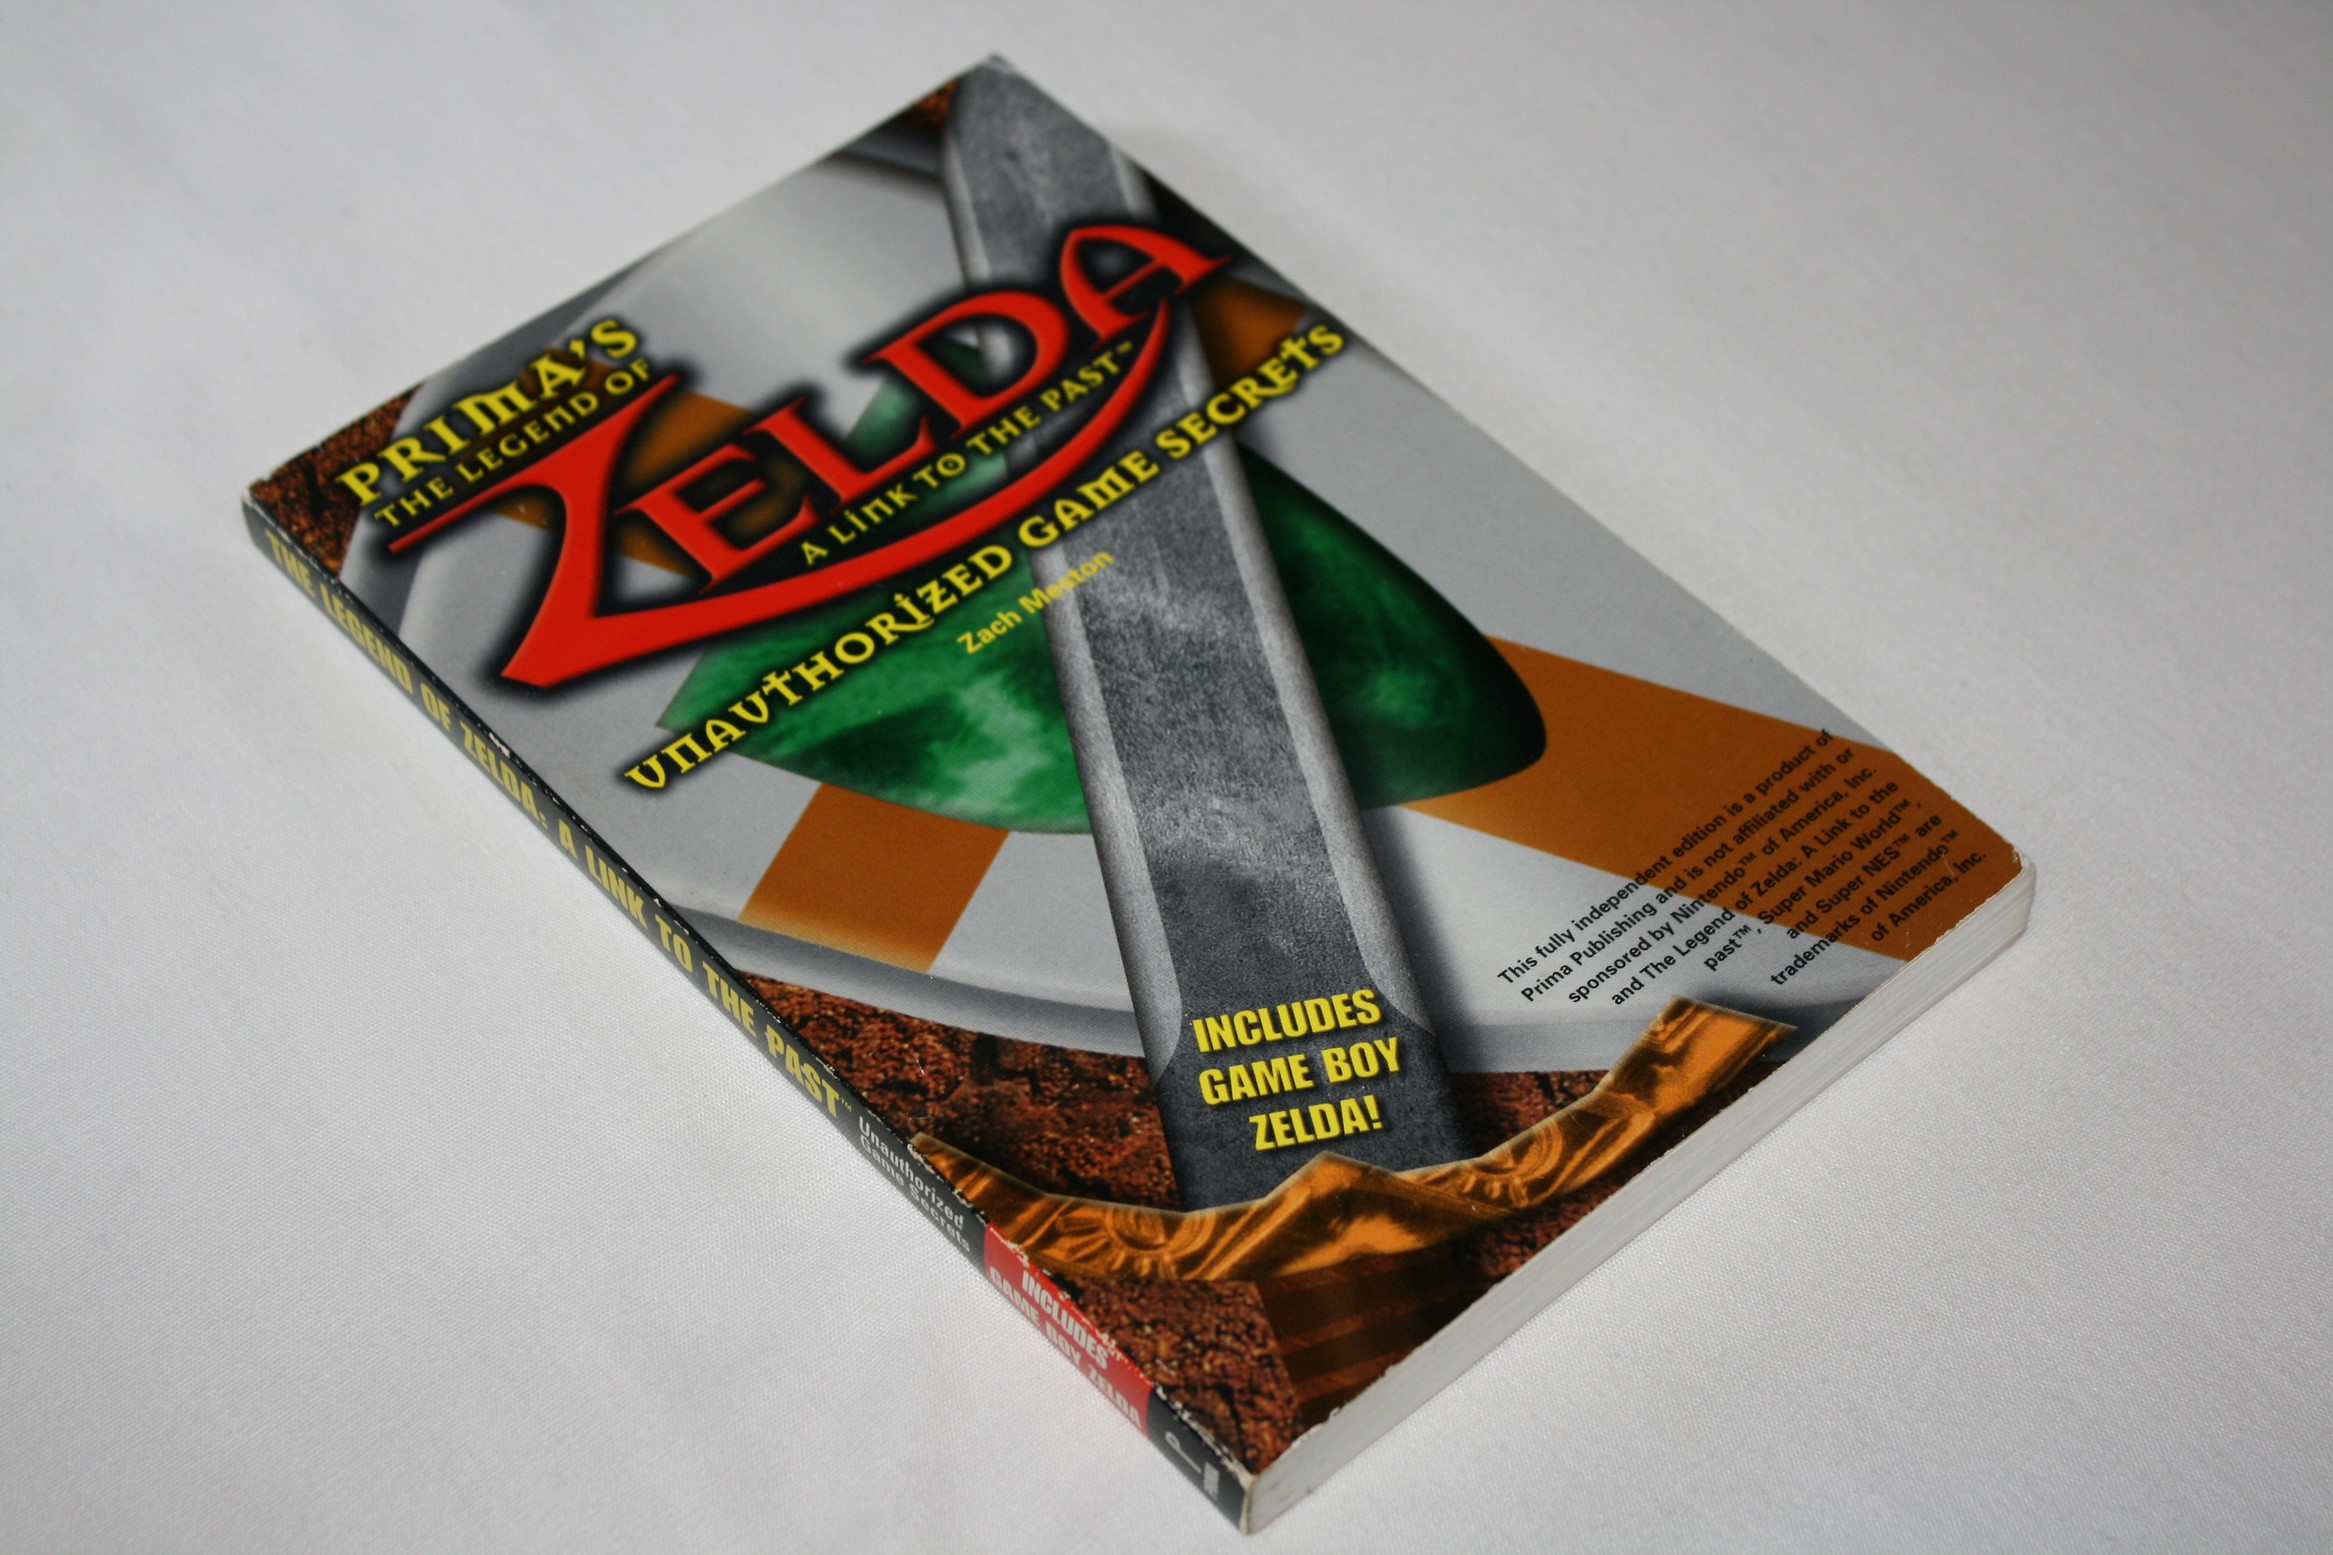 PRIMA'S
THE LEGEND OF
ZELDA
A LINK TO THE PAST™
UNAUTHORIZED GAME SECRETS
Zach Meston
INCLUDES
GAME BOY
ZELDA!
This fully independent edition is a product of
Prima Publishing and is not affiliated with or
sponsored by Nintendo™ of America, Inc.
and The Legend of Zelda: A Link to the
past™, Super Mario World™,
and Super NES™ are
trademarks of Nintendo™
of America, Inc.
THE LEGEND OF ZELDA: A LINK TO THE PAST™
Unauthorized
Game Secrets
INCLUDES
GAME BOY ZELDA
P